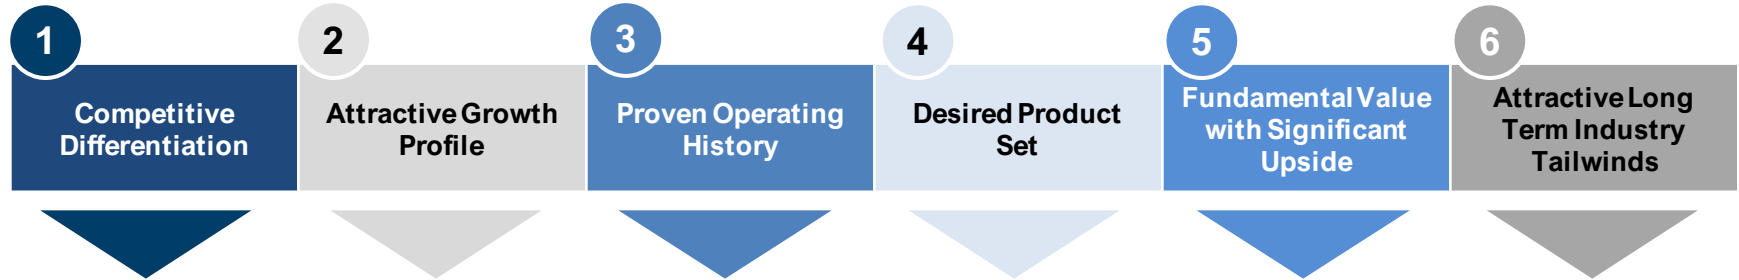 1
Competitive
Differentiation
2
Attractive Growth
Profile
3
Proven Operating
History
4
Desired Product
Set
5
Fundamental Value
with Significant
Upside
6
Attractive Long
Term Industry
Tailwinds